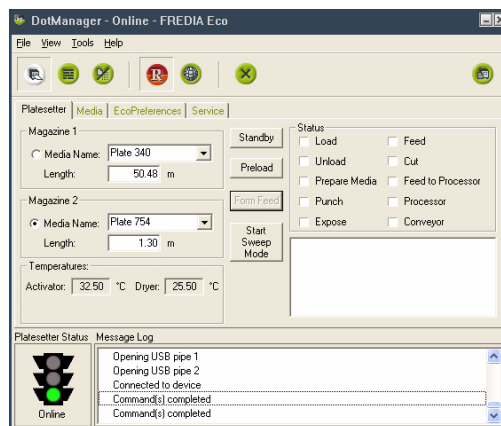 DotManager - Online - FREDIA Eco
File View Tools Help
R
Platesetter Media EcoPreferences Service
Magazine 1
Media Name: Plate 340
Length: 50.48 m
Magazine 2
Media Name: Plate 754
Length: 1.30 m
Temperatures:
Activator: 32.50 °C Dryer: 25.50 °C
Standby
Preload
Form Feed
Start
Sweep
Mode
Status
Load Feed
Unload Cut
Prepare Media Feed to Processor
Punch Processor
Expose Conveyor
Platesetter Status Message Log
Online
Opening USB pipe 1
Opening USB pipe 2
Connected to device
Command(s) completed
Command(s) completed